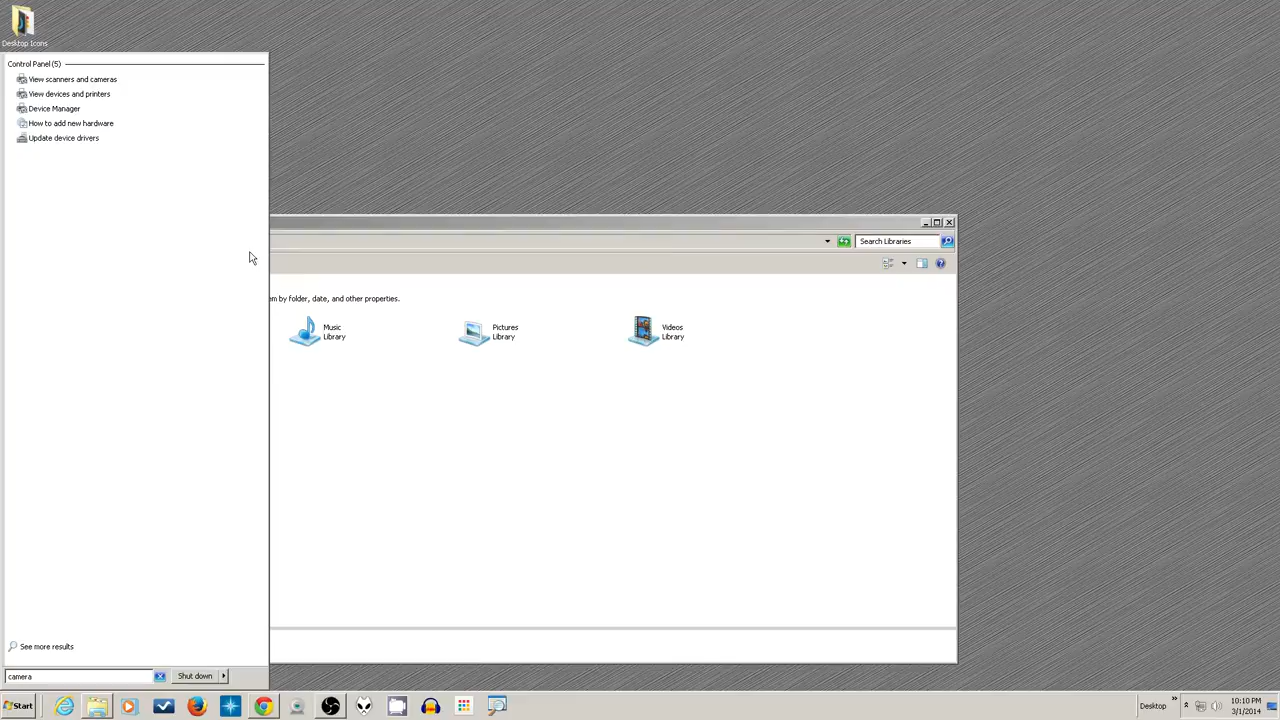 Desktop Icons
Control Panel (5)
View scanners and cameras
View devices and printers
Device Manager
How to add new hardware
Update device drivers
Search Libraries
em by folder, date, and other properties.
Music
Library
Pictures
Library
Videos
Library
See more results
camera
Shut down
Start
Desktop
10:10 PM
3/1/2014